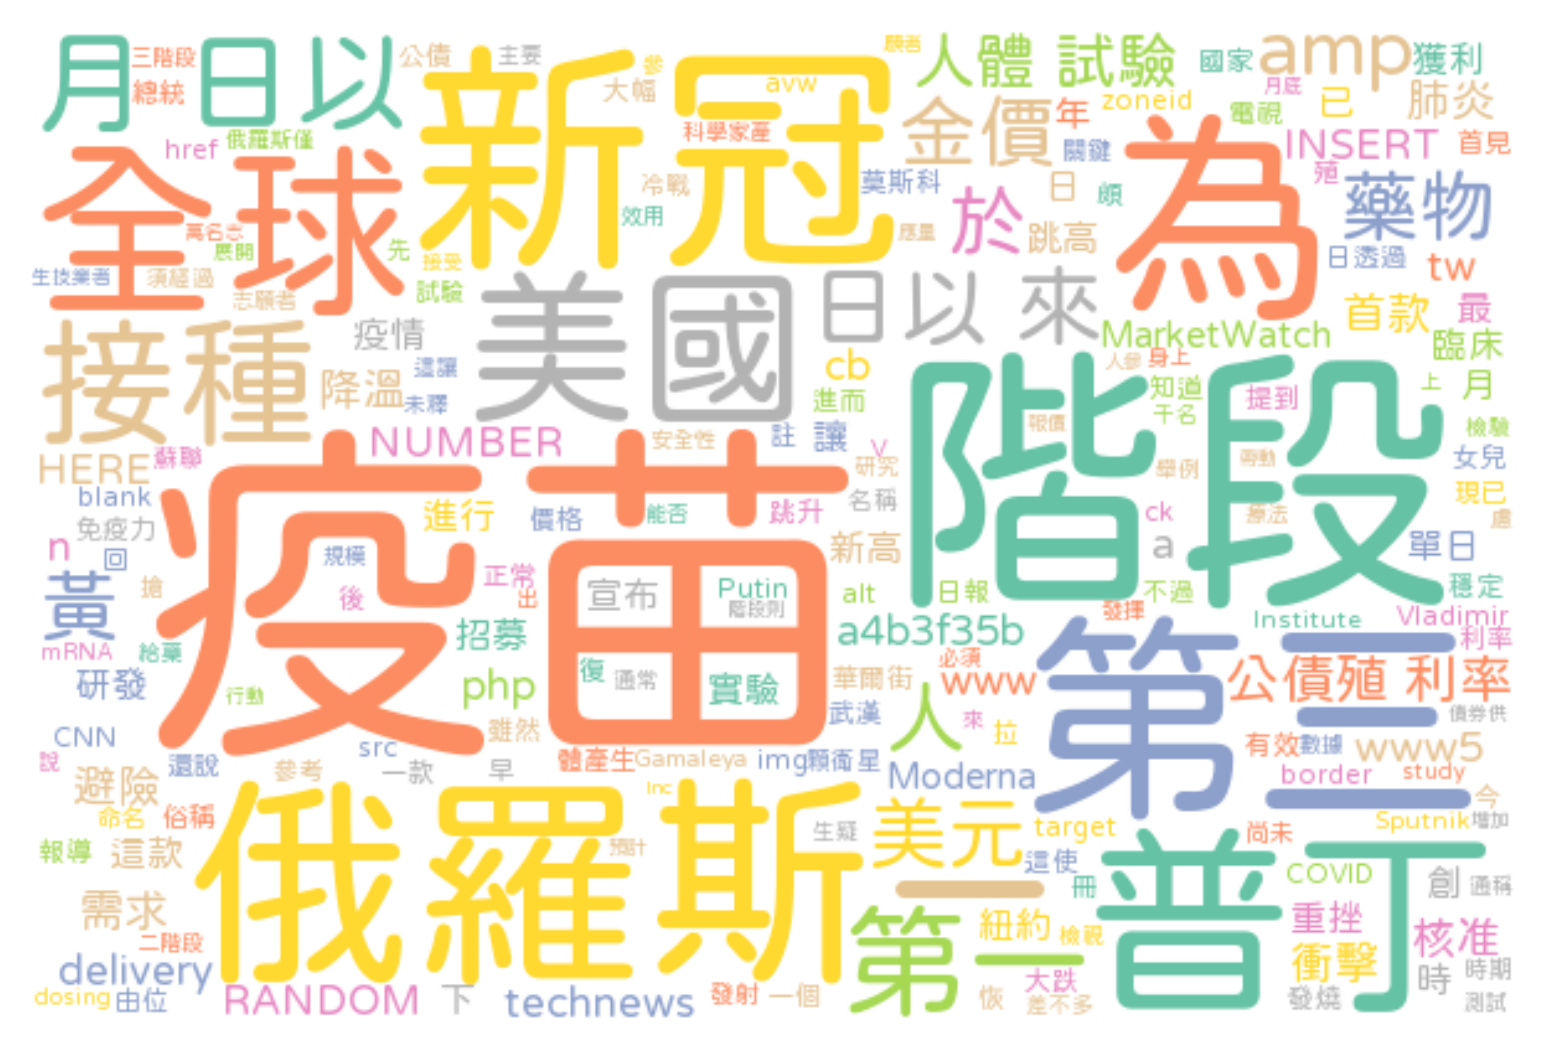 月日以
三階段
總統
公債
主要
新冠
大幅
參
avw
願者
人體 試驗
國家
amp
獲利
月底
已
肺炎
電視
zoneid
年
金價
科學家產
href
俄羅斯僅
全球
萬名志
展開
先
接受
冷戰
效用
莫斯科
應量
關鍵
日
頗
於
跳高
為
INSERT
殖
首見
藥物
日透過
tw
生技業者
須經過
志願者
試驗
接種
疫情
這讓
降溫
未釋
美國
日以 來
cb
進而
MarketWatch
首款
最
臨床
人參
身上
知道
千名
提到
上
月
檢驗
HERE
蘇聯
NUMBER
安全性
註
讓
V
研究
報價
舉例
兩動
女兒
階段
blank
免疫力
n
回
疫苗
進行
價格
能否
跳升
名稱
新高
ck
a
療法
現已
慮
單日
黃
搶
規模
後
正常
出
宣布
Putin
階段則
alt
日報
不過
發揮
穩定
Institute
Vladimir
利率
mRNA
給藥
研發
行動
招募
php
復
通常
實驗
a4b3f35b
華爾街
必須
www
第三
公債殖 利率
債券供
CNN
說
還說
src
一款
雖然
早
體產生
Gamaleya
武漢
img
顆衛星
人
來
拉
有效
數據
www5
避險
參考
Moderna
border
study
命名
俗稱
俄羅斯
Inc
預計
生疑
美元
target
這使
尚未
Sputnik
今
增加
報導
這款
一
冊
普丁
COVID
創
通稱
需求
二階段
第一
紐約
檢視
重挫
核准
delivery
衝擊
時
時期
dosing
由位
RANDOM
下
technews
發射
一個
恢
大跌
差不多
發燒
測試